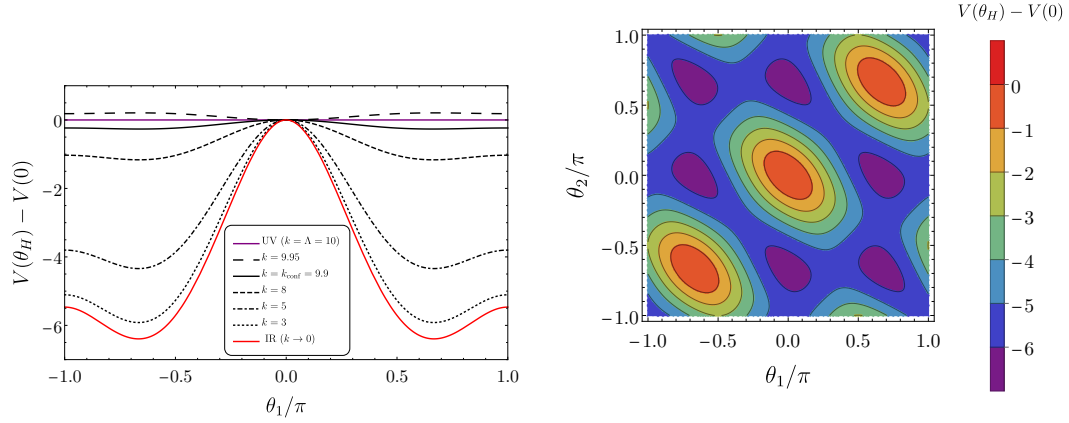 V(θ_H) − V(0)
0
−2
−4
−6
−1.0 −0.5 0.0 0.5 1.0
θ₁/π
UV (k = Λ = 10)
k = 9.95
k = k_conf = 9.9
k = 8
k = 5
k = 3
IR (k → 0)
θ₂/π
1.0
0.5
0.0
−0.5
−1.0
−1.0 −0.5 0.0 0.5 1.0
θ₁/π
V(θ_H) − V(0)
0
−1
−2
−3
−4
−5
−6